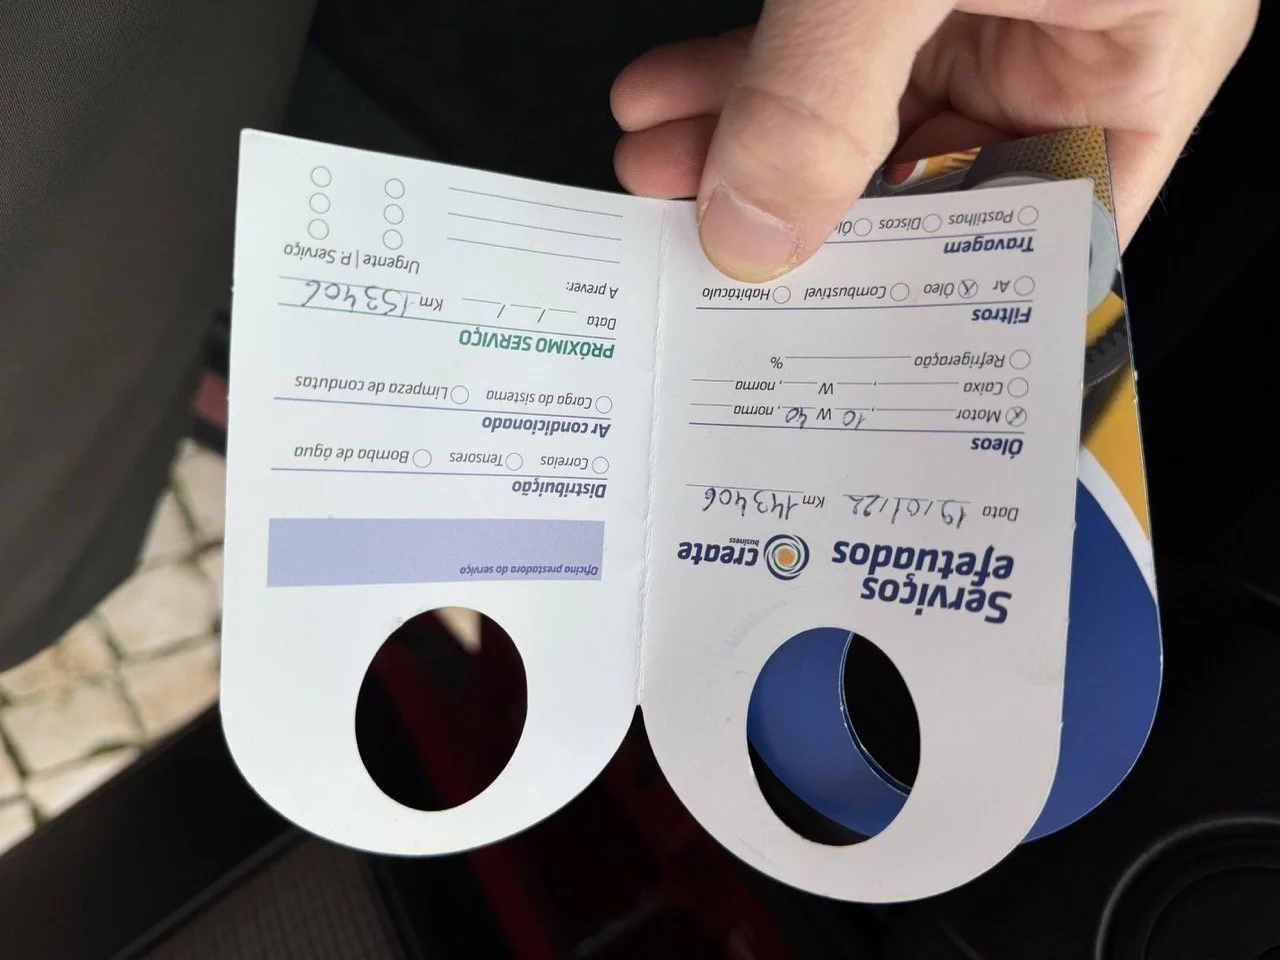 Serviços
efetuados
create
business
Data 19/01/22 Km 143406
Óleos
Motor , 10 W 40 , norma
Caixa , W , norma
Refrigeração %
Filtros
Ar Óleo Combustível Habitáculo
Travagem
Pastilhas Discos
Oficina prestadora do serviço
Distribuição
Correias Tensores Bomba de água
Ar condicionado
Carga do sistema Limpeza de condutas
PRÓXIMO SERVIÇO
Data / / Km 153406
A prever: Urgente | P. Serviço